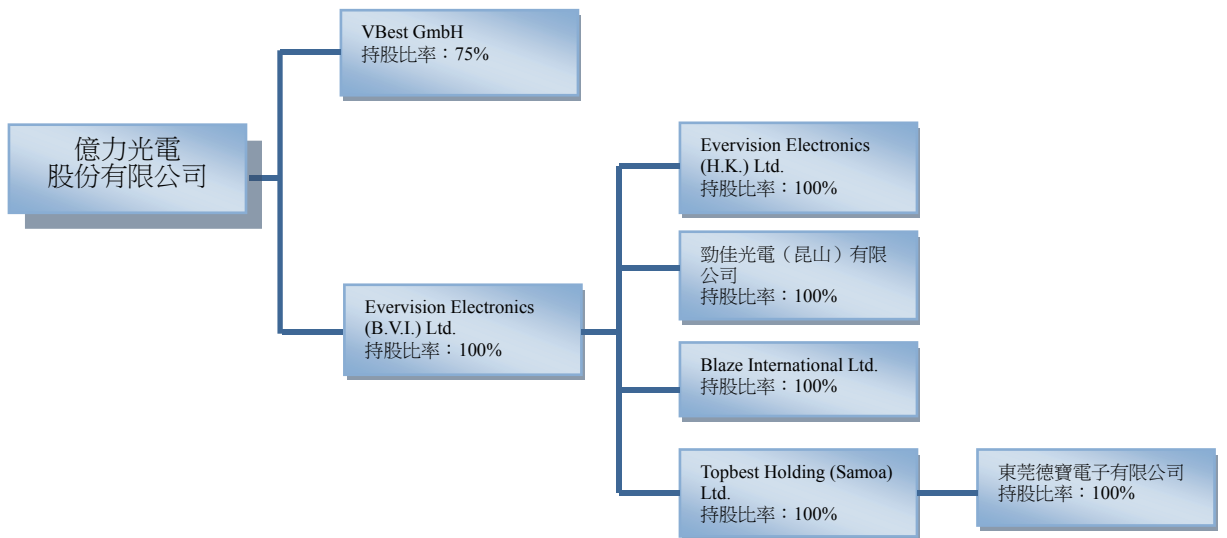 億力光電
股份有限公司
VBest GmbH
持股比率：75%
Evervision Electronics
(B.V.I.) Ltd.
持股比率：100%
Evervision Electronics
(H.K.) Ltd.
持股比率：100%
勁佳光電（昆山）有限
公司
持股比率：100%
Blaze International Ltd.
持股比率：100%
Topbest Holding (Samoa)
Ltd.
持股比率：100%
東莞德寶電子有限公司
持股比率：100%